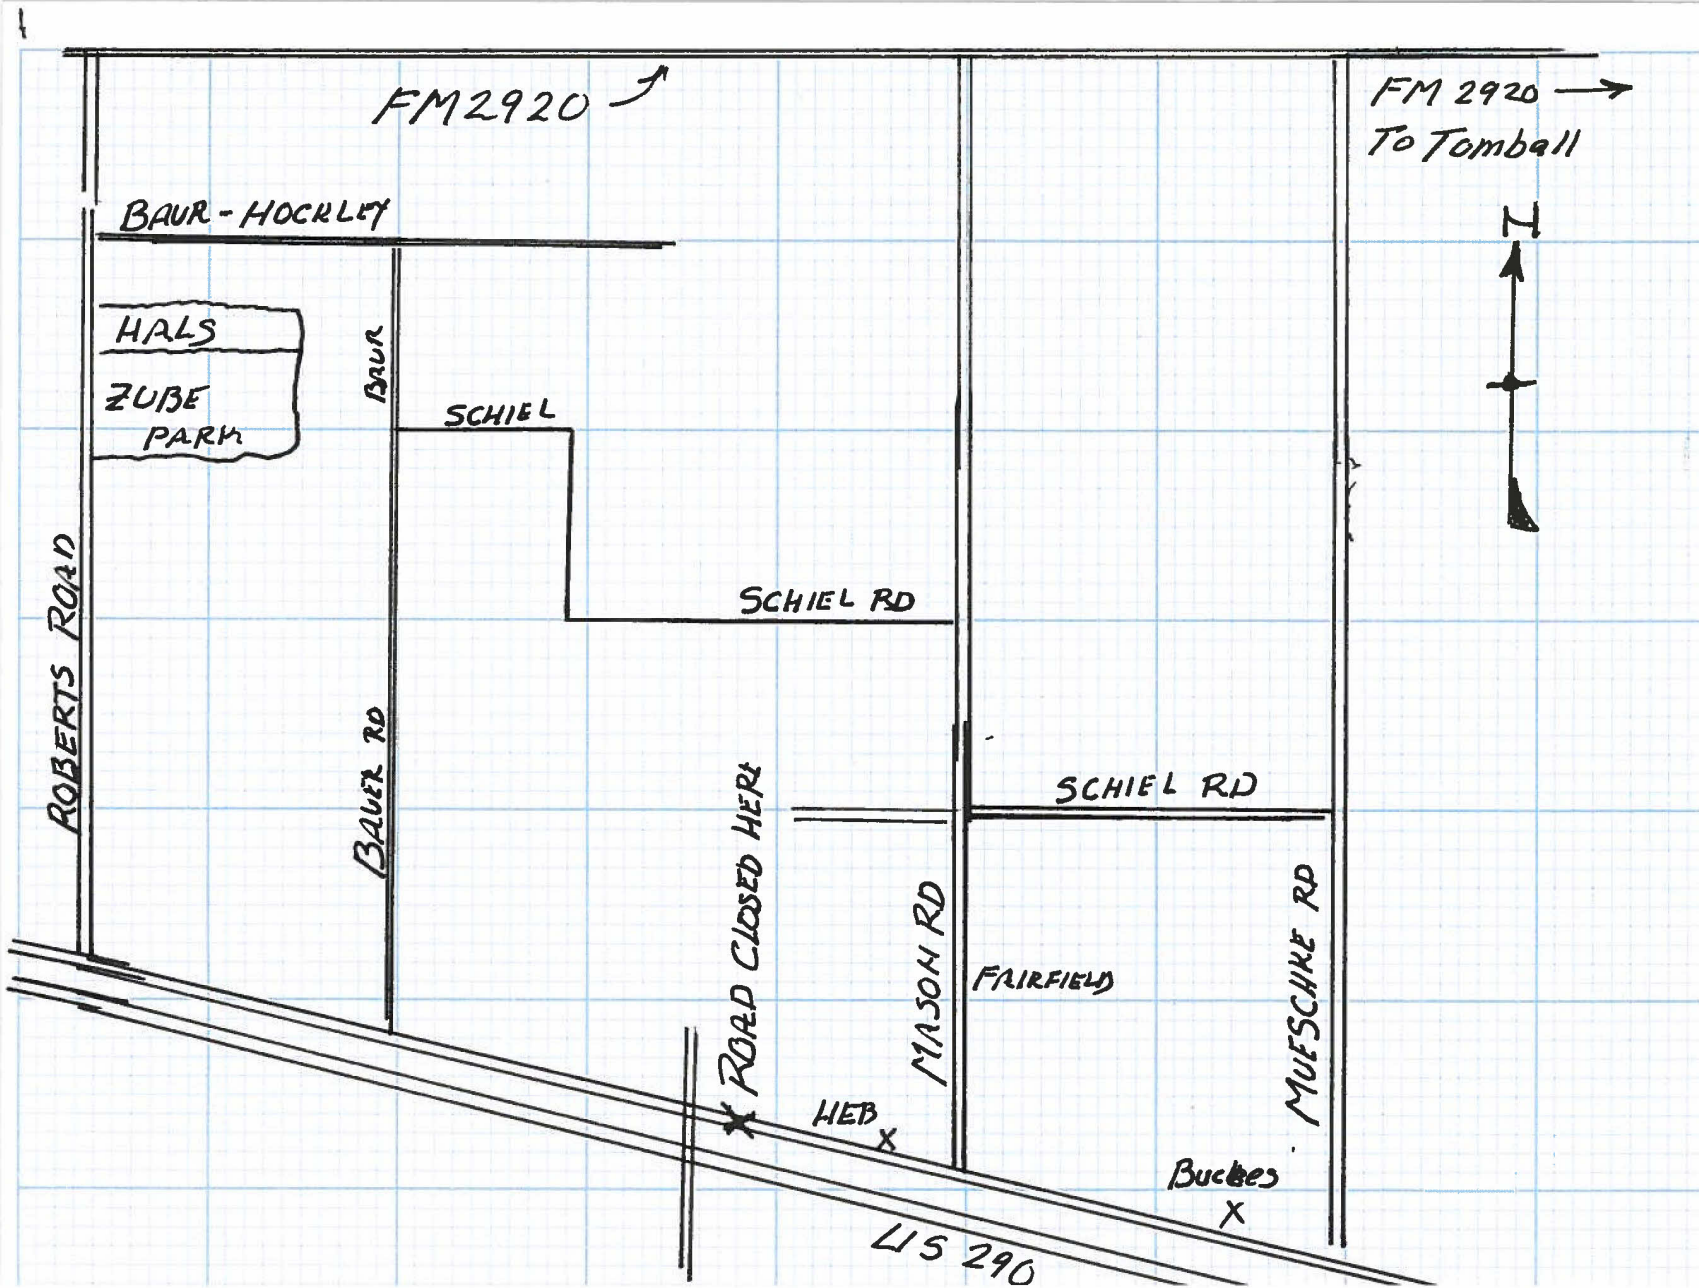 FM2920
FM 2920
To Tomball
N
BAUR - HOCKLEY
HALS
ZUBE
PARK
BAUR
SCHIEL
SCHIEL RD
ROBERTS ROAD
BAUER RD
ROAD CLOSED HERE
SCHIEL RD
MASON RD
FAIRFIELD
MUESCHKE RD
HEB
X
Buckees
X
US 290